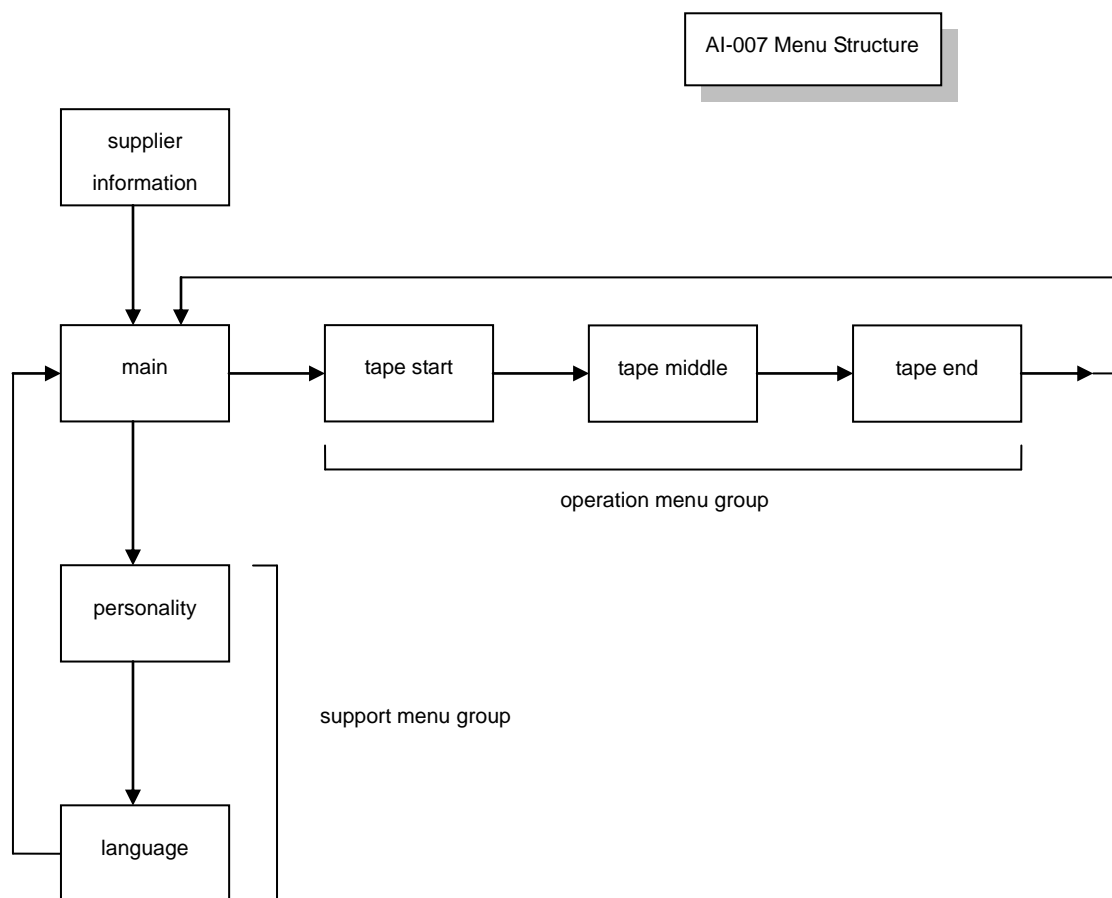 AI-007 Menu Structure
supplier
information
main
tape start
tape middle
tape end
operation menu group
personality
support menu group
language